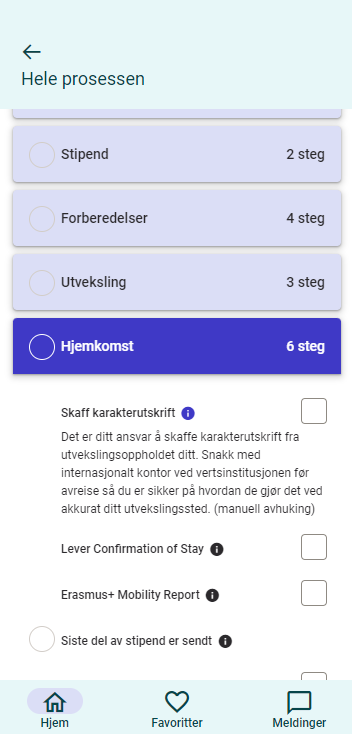 Hele prosessen
Stipend 2 steg
Forberedelser 4 steg
Utveksling 3 steg
Hjemkomst 6 steg
Skaff karakterutskrift
Det er ditt ansvar å skaffe karakterutskrift fra
utvekslingsoppholdet ditt. Snakk med
internasjonalt kontor ved vertsinstitusjonen før
avreise så du er sikker på hvordan de gjør det ved
akkurat ditt utvekslingssted. (manuell avhuking)
Lever Confirmation of Stay
Erasmus+ Mobility Report
Siste del av stipend er sendt
Hjem Favoritter Meldinger